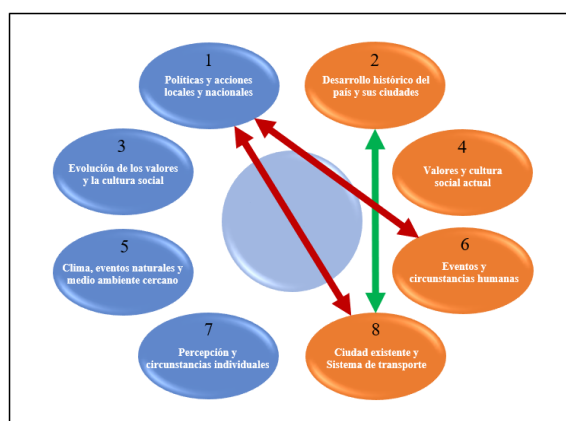 1
Políticas y acciones
locales y nacionales
2
Desarrollo histórico del
país y sus ciudades
3
Evolución de los valores
y la cultura social
4
Valores y cultura
social actual
5
Clima, eventos naturales y
medio ambiente cercano
6
Eventos y
circunstancias humanas
7
Percepción y
circunstancias individuales
8
Ciudad existente y
Sistema de transporte